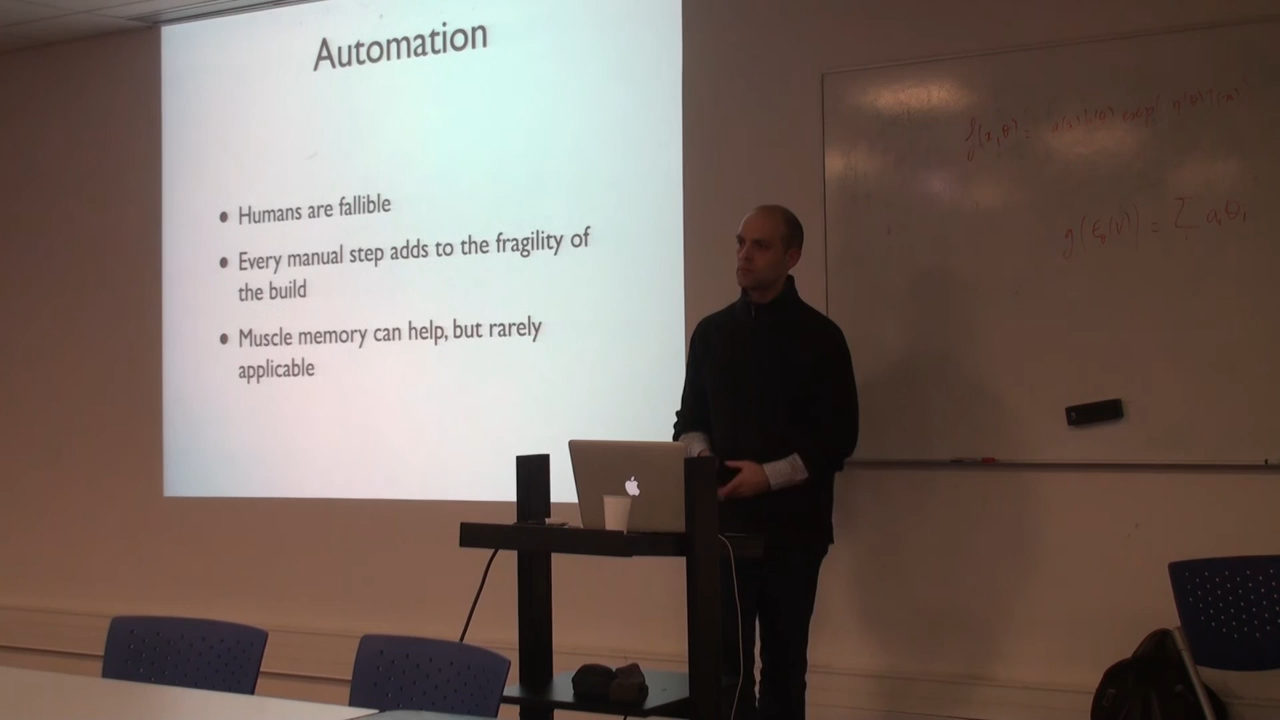 Automation
Humans are fallible
Every manual step adds to the fragility of
the build
Muscle memory can help, but rarely
applicable
f(x, θ) =
g(ξ(v)) = Σ a, θ,